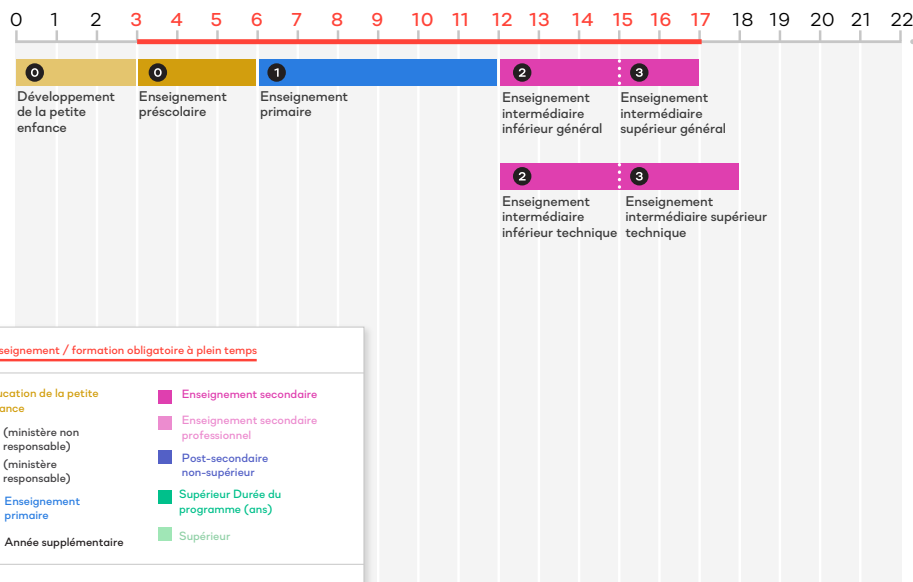 0 1 2 3 4 5 6 7 8 9 10 11 12 13 14 15 16 17 18 19 20 21 22
0 0 1 2 3
Développement
de la petite
enfance
Enseignement
préscolaire
Enseignement
primaire
Enseignement
intermédiaire
inférieur général
Enseignement
intermédiaire
supérieur général
2 3
Enseignement
intermédiaire
inférieur technique
Enseignement
intermédiaire supérieur
technique
seignement / formation obligatoire à plein temps
ucation de la petite
ance
(ministère non
responsable)
(ministère
responsable)
Enseignement
primaire
Année supplémentaire
Enseignement secondaire
Enseignement secondaire
professionnel
Post-secondaire
non-supérieur
Supérieur Durée du
programme (ans)
Supérieur